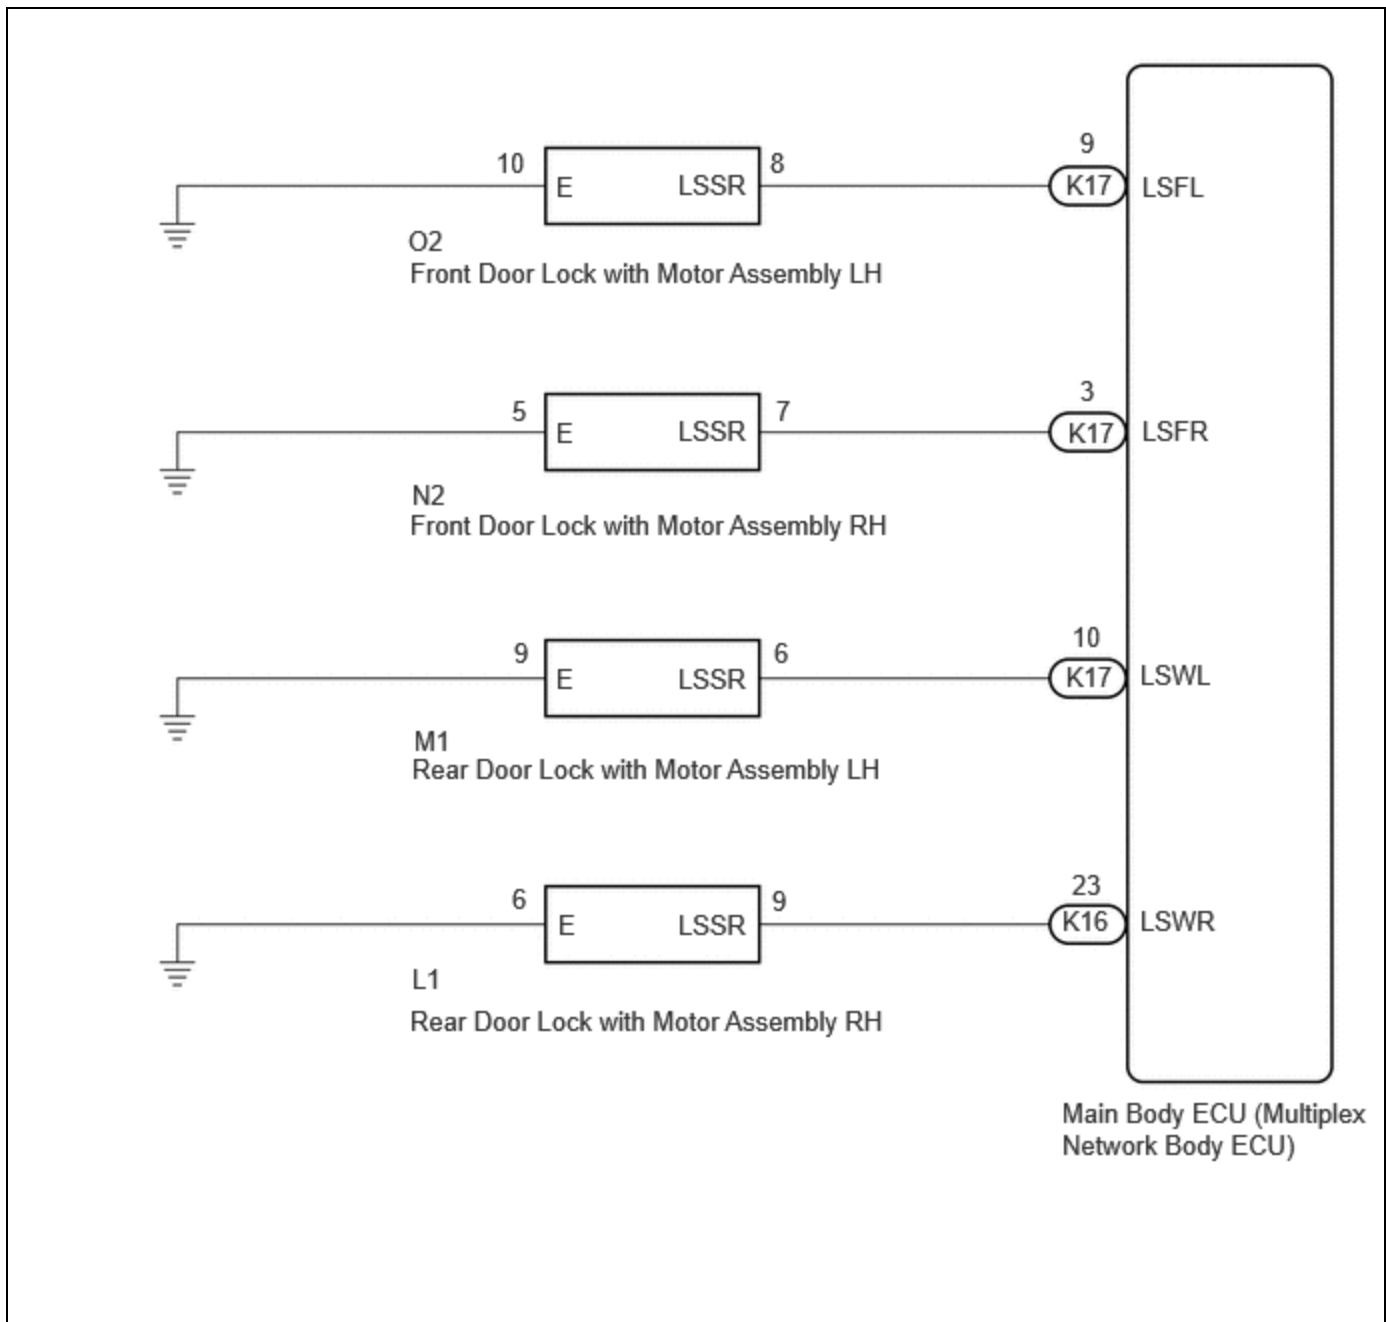 9
10 E LSSR 8 K17 LSFL
O2
Front Door Lock with Motor Assembly LH
3
5 E LSSR 7 K17 LSFR
N2
Front Door Lock with Motor Assembly RH
10
9 E LSSR 6 K17 LSWL
M1
Rear Door Lock with Motor Assembly LH
23
6 E LSSR 9 K16 LSWR
L1
Rear Door Lock with Motor Assembly RH
Main Body ECU (Multiplex
Network Body ECU)